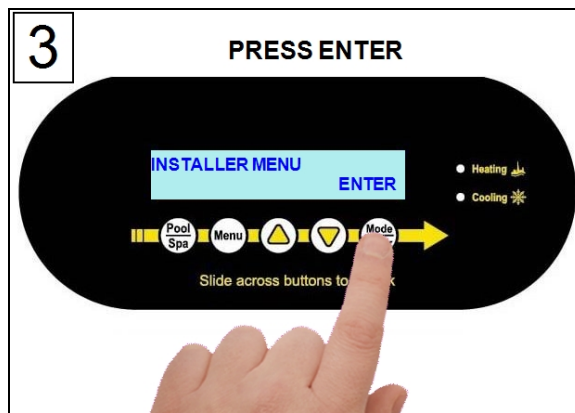 3
PRESS ENTER
INSTALLER MENU
ENTER
Heating
Cooling
Pool
Spa
Menu
Mode
Slide across buttons to